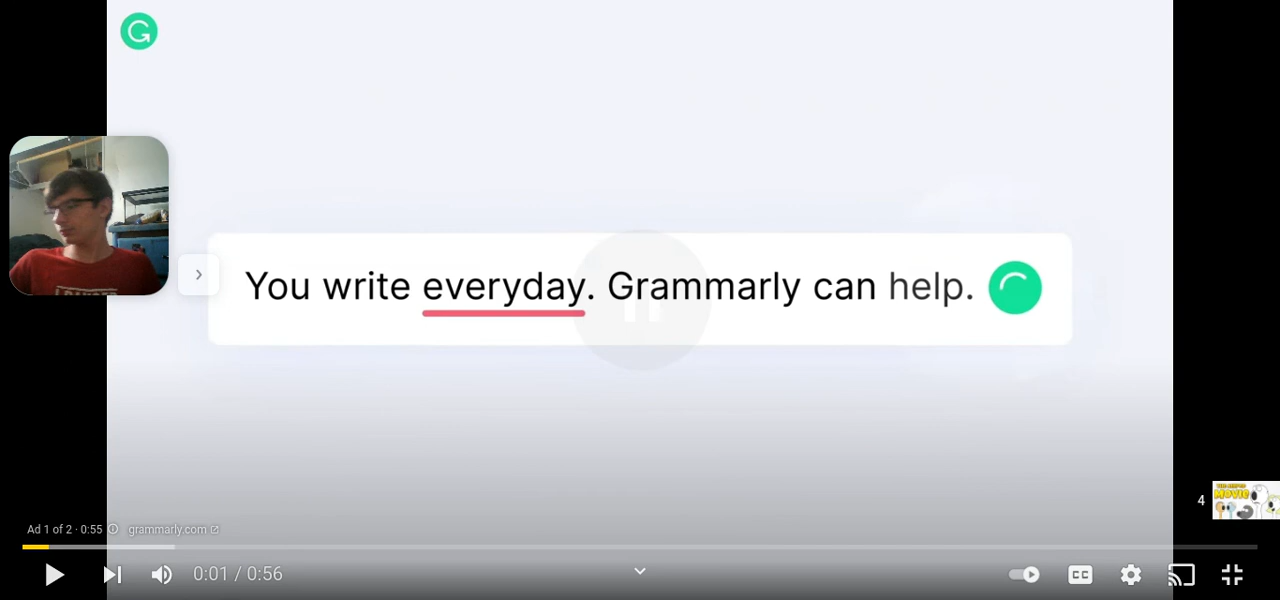 You write everyday. Grammarly can help.
4
Ad 1 of 2 · 0:55 grammarly.com
0:01 / 0:56
CC